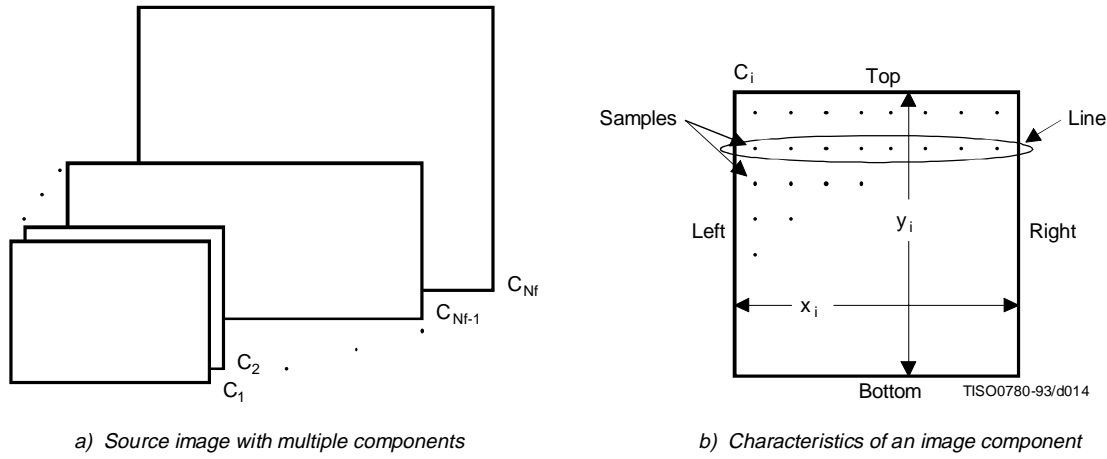 C_Nf
C_Nf-1
C_2
C_1
a) Source image with multiple components
C_i
Top
Samples
Line
Left
y_i
Right
x_i
Bottom
TISO0780-93/d014
b) Characteristics of an image component